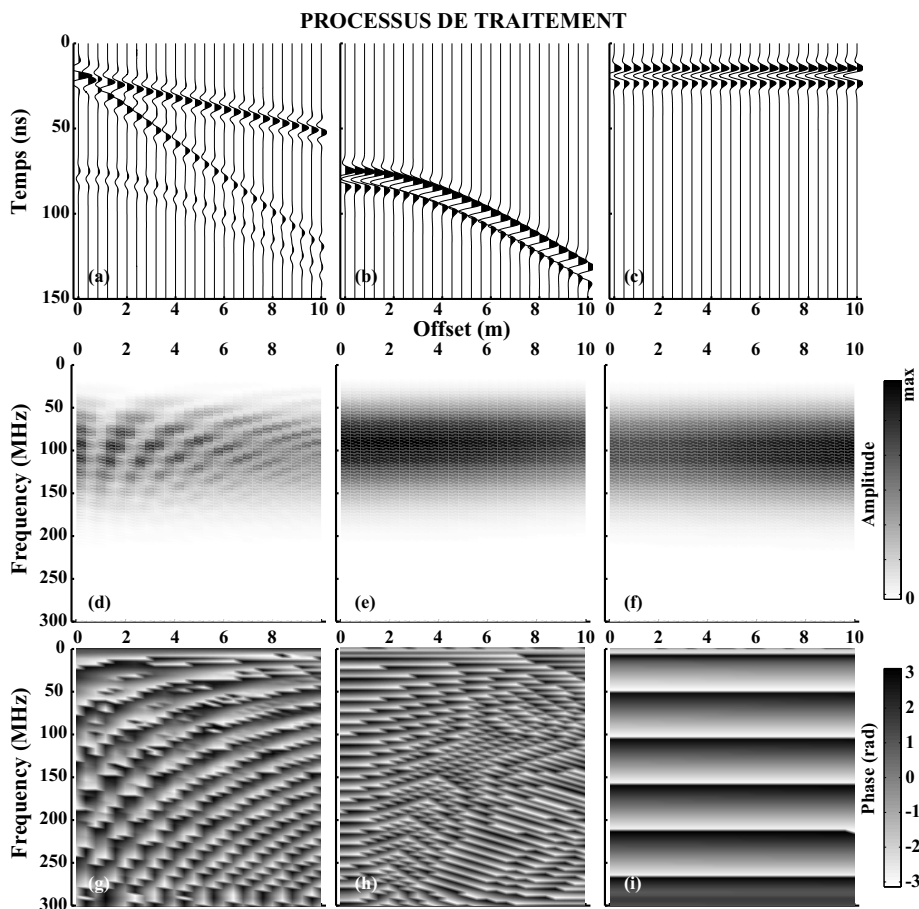 PROCESSUS DE TRAITEMENT
Temps (ns)
0
50
100
150
(a)
(b)
(c)
0 2 4 6 8 10
0 2 4 6 8 10
0 2 4 6 8 10
Offset (m)
0 2 4 6 8 10
0 2 4 6 8 10
0 2 4 6 8 10
Frequency (MHz)
0
50
100
150
200
250
300
(d)
(e)
(f)
max
Amplitude
0
0 2 4 6 8 10
0 2 4 6 8 10
0 2 4 6 8 10
Frequency (MHz)
0
50
100
150
200
250
300
(g)
(h)
(i)
3
2
1
0
-1
-2
-3
Phase (rad)